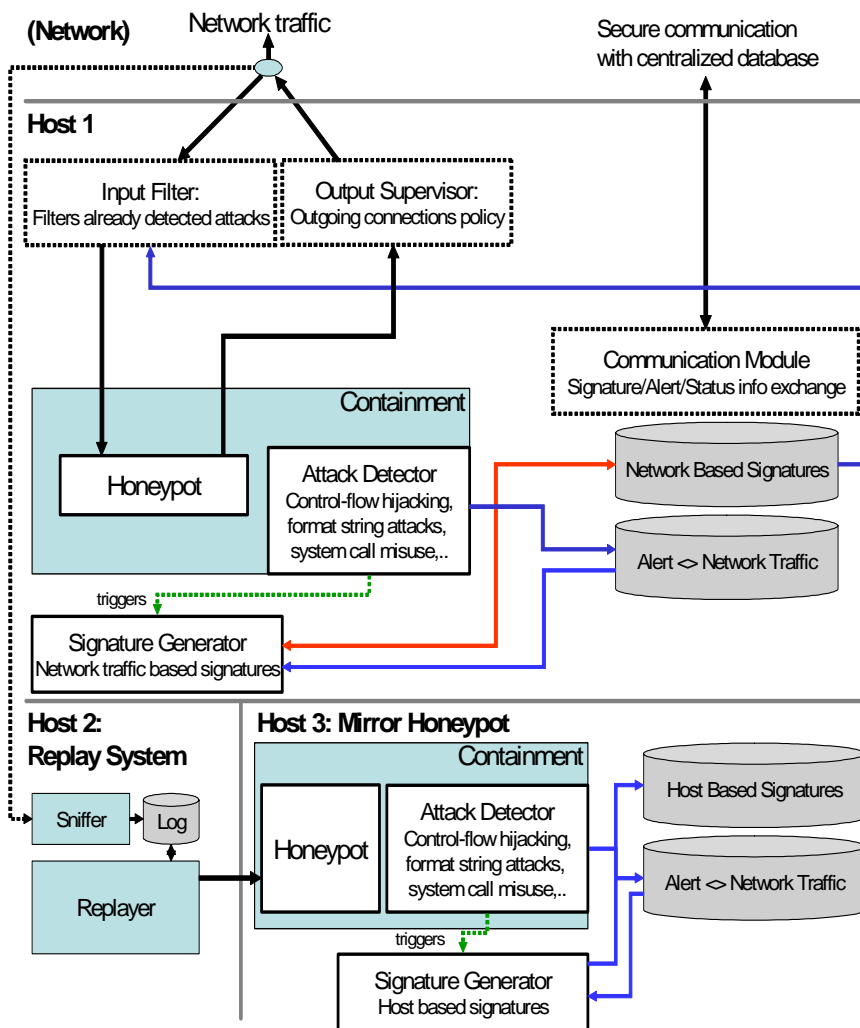 (Network)
Network traffic
Secure communication
with centralized database
Host 1
Input Filter:
Filters already detected attacks
Output Supervisor:
Outgoing connections policy
Communication Module
Signature/Alert/Status info exchange
Containment
Honeypot
Attack Detector
Control-flow hijacking,
format string attacks,
system call misuse,..
Network Based Signatures
Alert <> Network Traffic
triggers
Signature Generator
Network traffic based signatures
Host 2:
Replay System
Sniffer
Log
Replayer
Host 3: Mirror Honeypot
Containment
Honeypot
Attack Detector
Control-flow hijacking,
format string attacks,
system call misuse,..
Host Based Signatures
Alert <> Network Traffic
triggers
Signature Generator
Host based signatures